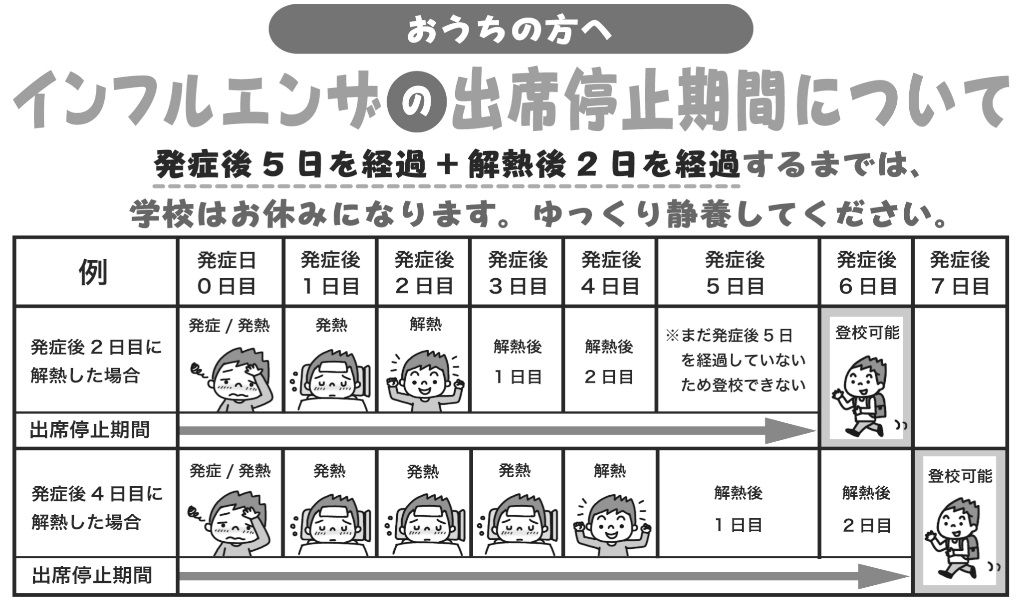 おうちの方へ
インフルエンザの出席停止期間について
発症後5日を経過+解熱後2日を経過するまでは、
学校はお休みになります。ゆっくり静養してください。
例
発症日
0日目
発症後
1日目
発症後
2日目
発症後
3日目
発症後
4日目
発症後
5日目
発症後
6日目
発症後
7日目
発症後2日目に
解熱した場合
発症/発熱
発熱
解熱
解熱後
1日目
解熱後
2日目
※まだ発症後5日
を経過していない
ため登校できない
登校可能
出席停止期間
発症後4日目に
解熱した場合
発症/発熱
発熱
発熱
発熱
解熱
解熱後
1日目
解熱後
2日目
登校可能
出席停止期間